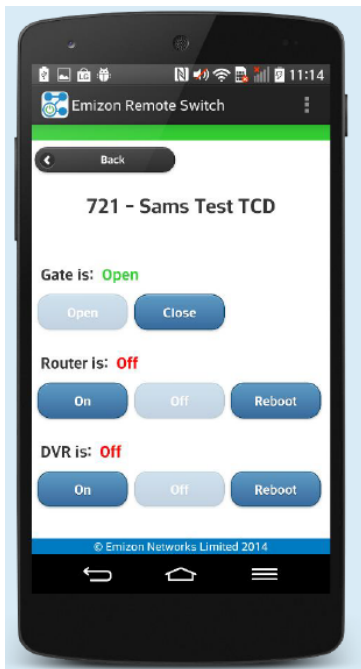 11:14
Emizon Remote Switch
Back
721 - Sams Test TCD
Gate is: Open
Open Close
Router is: Off
On Off Reboot
DVR is: Off
On Off Reboot
© Emizon Networks Limited 2014